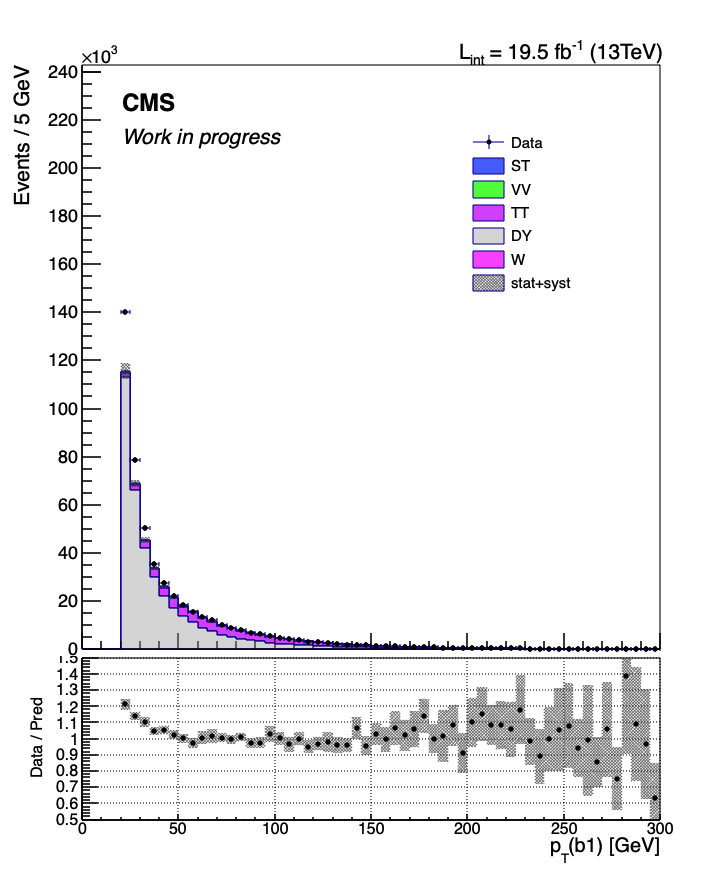 ×10³
L_int = 19.5 fb⁻¹ (13TeV)
Events / 5 GeV
240
220
200
180
160
140
120
100
80
60
40
20
0
CMS
Work in progress
Data
ST
VV
TT
DY
W
stat+syst
Data / Pred
1.5
1.4
1.3
1.2
1.1
1
0.9
0.8
0.7
0.6
0.5
0 50 100 150 200 250 300
p_T(b1) [GeV]